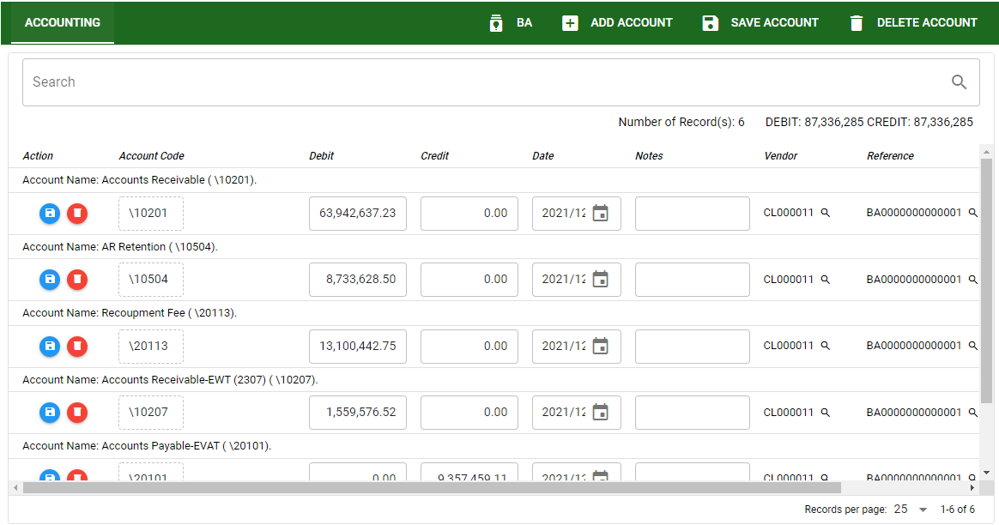 ACCOUNTING BA ADD ACCOUNT SAVE ACCOUNT DELETE ACCOUNT
Search
Number of Record(s): 6 DEBIT: 87,336,285 CREDIT: 87,336,285
Action Account Code Debit Credit Date Notes Vendor Reference
Account Name: Accounts Receivable ( \10201).
\10201 63,942,637.23 0.00 2021/12 CL000011 BA0000000000001
Account Name: AR Retention ( \10504).
\10504 8,733,628.50 0.00 2021/12 CL000011 BA0000000000001
Account Name: Recoupment Fee ( \20113).
\20113 13,100,442.75 0.00 2021/12 CL000011 BA0000000000001
Account Name: Accounts Receivable-EWT (2307) ( \10207).
\10207 1,559,576.52 0.00 2021/12 CL000011 BA0000000000001
Account Name: Accounts Payable-EVAT ( \20101).
\20101 0.00 9,357,459.11 2021/12 CL000011 BA0000000000001
Records per page: 25 1-6 of 6